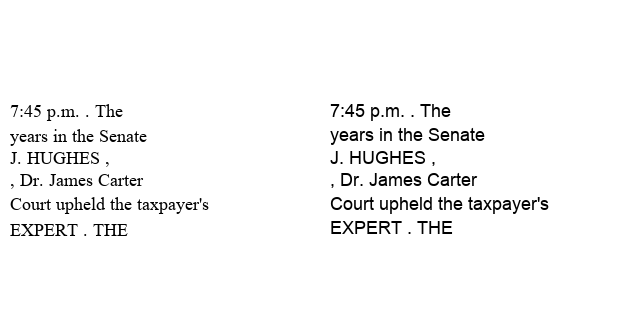 7:45 p.m. . The
years in the Senate
J. HUGHES ,
, Dr. James Carter
Court upheld the taxpayer's
EXPERT . THE
7:45 p.m. . The
years in the Senate
J. HUGHES ,
, Dr. James Carter
Court upheld the taxpayer's
EXPERT . THE